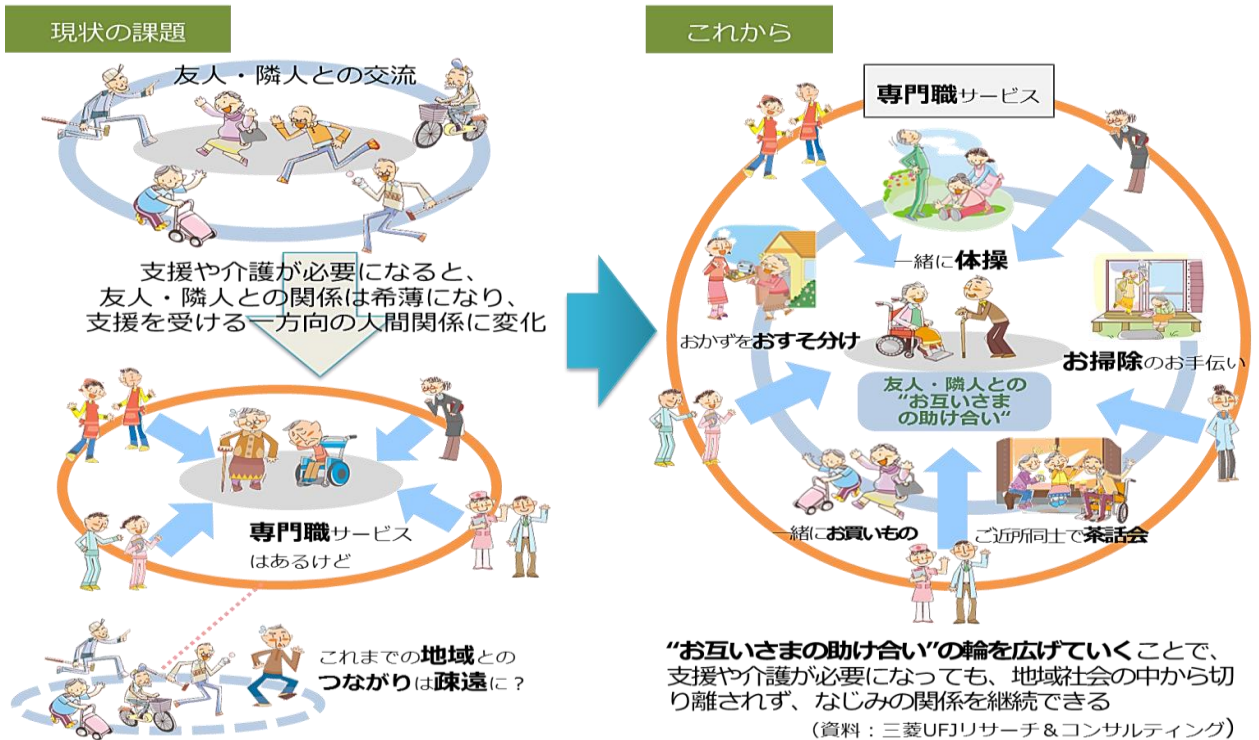 現状の課題
友人・隣人との交流
支援や介護が必要になると、
友人・隣人との関係は希薄になり、
支援を受ける一方向の人間関係に変化
専門職サービス
はあるけど
これまでの地域との
つながりは疎遠に？
これから
専門職サービス
一緒に体操
おかずをおすそ分け
お掃除のお手伝い
友人・隣人との
“お互いさま
の助け合い“
一緒にお買いもの
ご近所同士で茶話会
“お互いさまの助け合い”の輪を広げていくことで、
支援や介護が必要になっても、地域社会の中から切
り離されず、なじみの関係を継続できる
（資料：三菱UFJリサーチ＆コンサルティング）